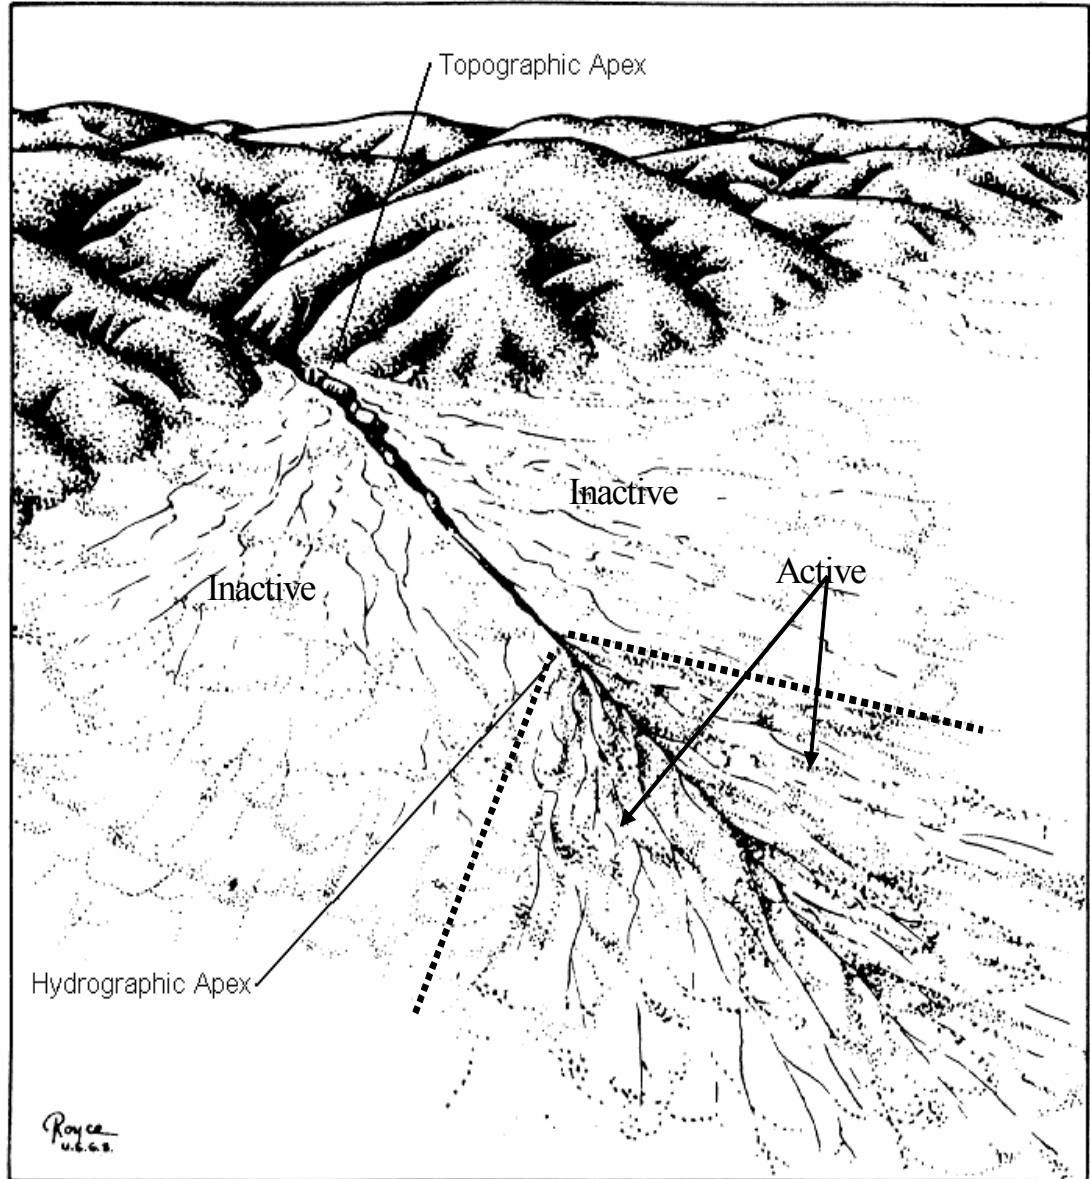 Topographic Apex
Inactive
Active
Inactive
Hydrographic Apex
Royce
U.S.G.S.